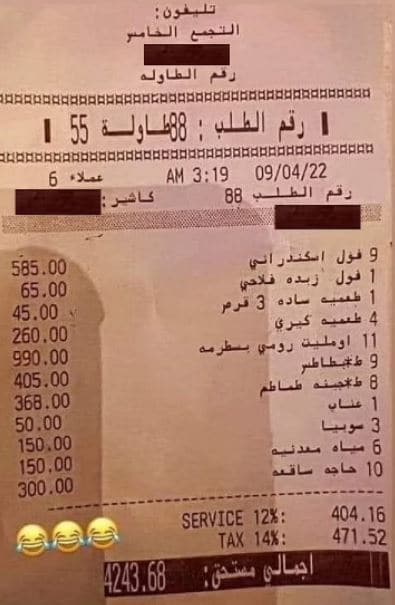 تليفون:
التجمع الخامس
رقم الطاوله
رقم الطلب : 88طاولة 55
09/04/22 3:19 AM عملاء 6
رقم الطلب 88 كاشير:
9 فول اسكندراني 585.00
1 فول زبده فلاحي 65.00
1 طعميه ساده 3 قرص 45.00
4 طعميه كيري 260.00
11 اومليت رومي بسطرمه 990.00
9 ط*بطاطس 405.00
8 ط*جبنه طماطم 368.00
1 عناب 50.00
3 سوبيا 150.00
6 مياه معدنيه 150.00
10 حاجه ساقعه 300.00
SERVICE 12%: 404.16
TAX 14%: 471.52
اجمالي مستحق: 4243.68